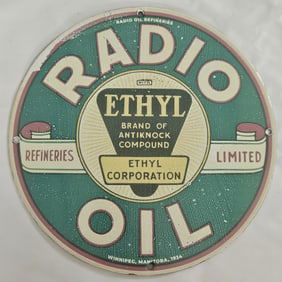 RADIO OIL REFINERIES
RADIO
ETHYL
BRAND OF
ANTIKNOCK
COMPOUND
ETHYL
CORPORATION
REFINERIES LIMITED
OIL
WINNIPEG, MANITOBA, 1934